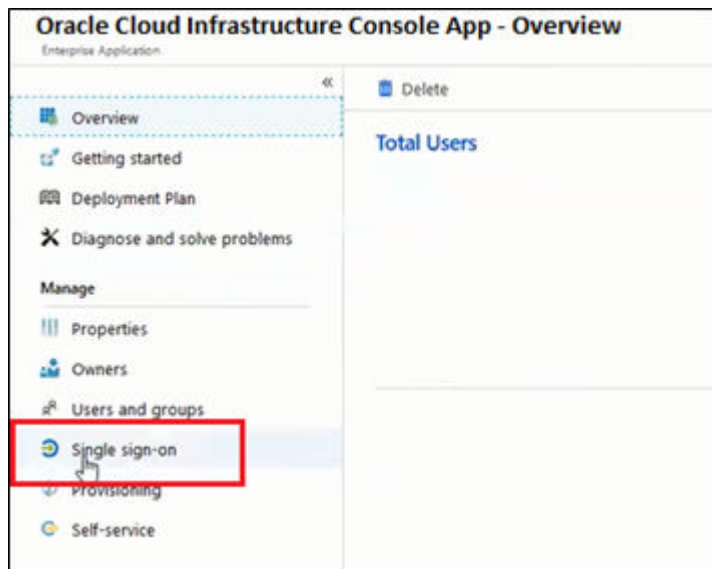 Oracle Cloud Infrastructure Console App - Overview
Enterprise Application
«
Delete
Overview
Total Users
Getting started
Deployment Plan
Diagnose and solve problems
Manage
Properties
Owners
Users and groups
Single sign-on
Provisioning
Self-service